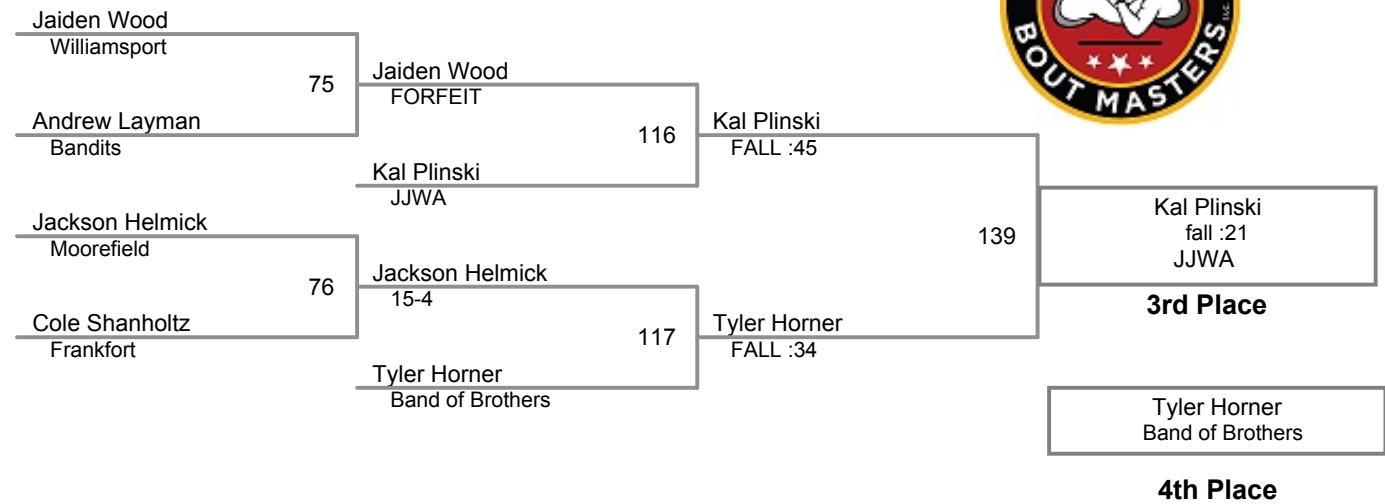 Jaiden Wood
Williamsport
75
Andrew Layman
Bandits
Jaiden Wood
FORFEIT
116
Kal Plinski
JJWA
Jackson Helmick
Moorefield
76
Cole Shanholtz
Frankfort
Jackson Helmick
15-4
117
Tyler Horner
Band of Brothers
Kal Plinski
FALL :45
139
Tyler Horner
FALL :34
Kal Plinski
fall :21
JJWA
3rd Place
Tyler Horner
Band of Brothers
4th Place
BOUT MASTERS